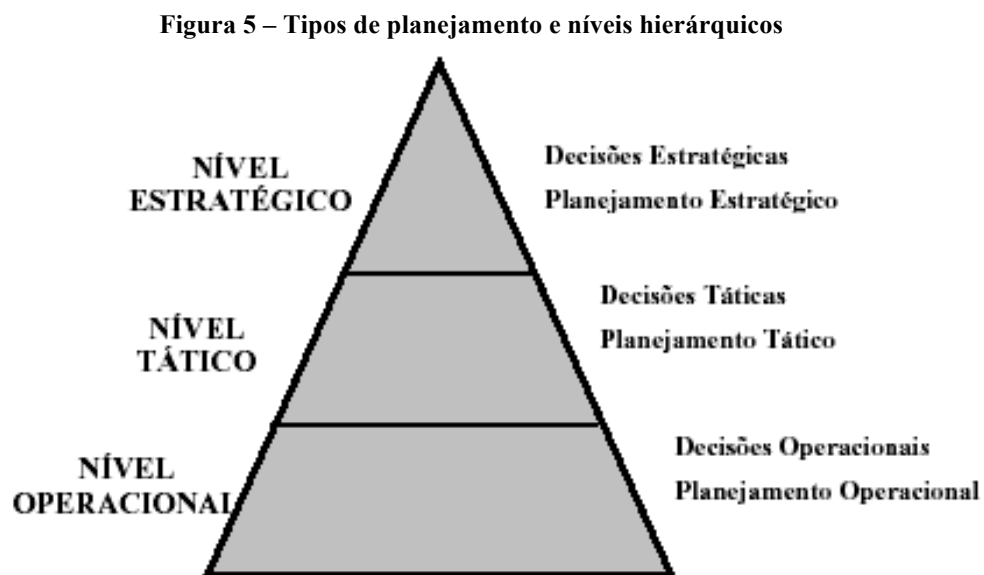 Figura 5 – Tipos de planejamento e níveis hierárquicos
NÍVEL
ESTRATÉGICO
Decisões Estratégicas
Planejamento Estratégico
NÍVEL
TÁTICO
Decisões Táticas
Planejamento Tático
NÍVEL
OPERACIONAL
Decisões Operacionais
Planejamento Operacional